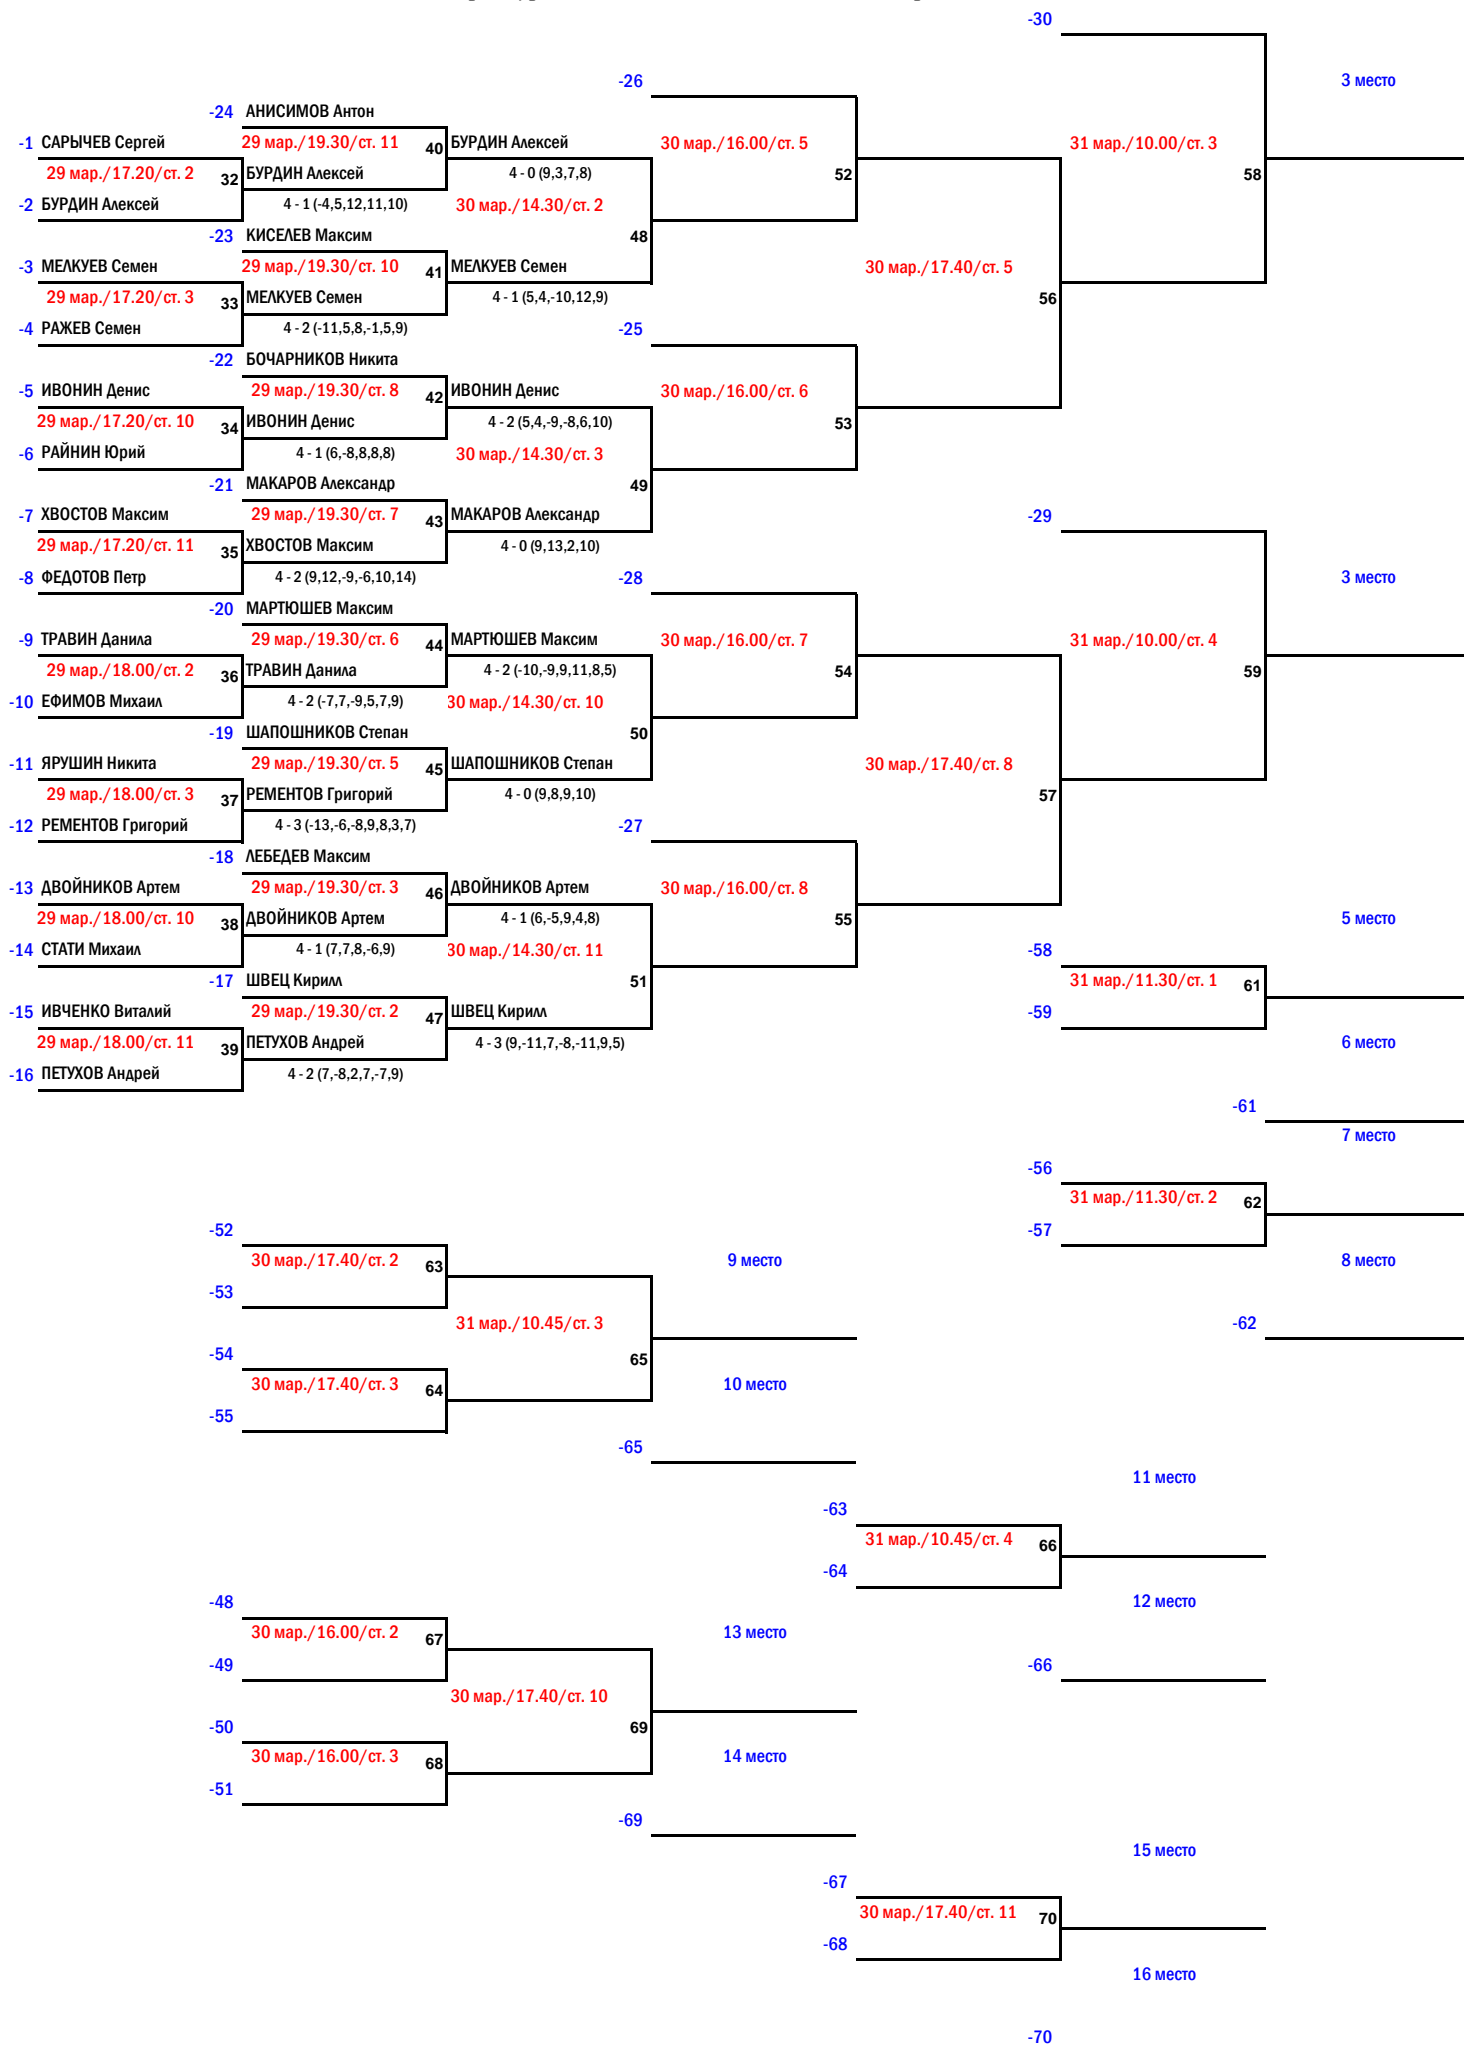 -30
-26
3 место
-24 АНИСИМОВ Антон
-1 САРЫЧЕВ Сергей
29 мар./19.30/ст. 11
40
БУРДИН Алексей
30 мар./16.00/ст. 5
31 мар./10.00/ст. 3
29 мар./17.20/ст. 2
32
БУРДИН Алексей
4 - 0 (9,3,7,8)
52
58
-2 БУРДИН Алексей
4 - 1 (-4,5,12,11,10)
30 мар./14.30/ст. 2
-23 КИСЕЛЕВ Максим
48
-3 МЕЛКУЕВ Семен
29 мар./19.30/ст. 10
41
МЕЛКУЕВ Семен
30 мар./17.40/ст. 5
29 мар./17.20/ст. 3
33
МЕЛКУЕВ Семен
4 - 1 (5,4,-10,12,9)
56
-4 РАЖЕВ Семен
4 - 2 (-11,5,8,-1,5,9)
-25
-22 БОЧАРНИКОВ Никита
-5 ИВОНИН Денис
29 мар./19.30/ст. 8
42
ИВОНИН Денис
30 мар./16.00/ст. 6
29 мар./17.20/ст. 10
34
ИВОНИН Денис
4 - 2 (5,4,-9,-8,6,10)
53
-6 РАЙНИН Юрий
4 - 1 (6,-8,8,8,8)
30 мар./14.30/ст. 3
-21 МАКАРОВ Александр
49
-7 ХВОСТОВ Максим
29 мар./19.30/ст. 7
43
МАКАРОВ Александр
-29
29 мар./17.20/ст. 11
35
ХВОСТОВ Максим
4 - 0 (9,13,2,10)
-8 ФЕДОТОВ Петр
4 - 2 (9,12,-9,-6,10,14)
-28
3 место
-20 МАРТЮШЕВ Максим
-9 ТРАВИН Данила
29 мар./19.30/ст. 6
44
МАРТЮШЕВ Максим
30 мар./16.00/ст. 7
31 мар./10.00/ст. 4
29 мар./18.00/ст. 2
36
ТРАВИН Данила
4 - 2 (-10,-9,9,11,8,5)
54
59
-10 ЕФИМОВ Михаил
4 - 2 (-7,7,-9,5,7,9)
30 мар./14.30/ст. 10
-19 ШАПОШНИКОВ Степан
50
-11 ЯРУШИН Никита
29 мар./19.30/ст. 5
45
ШАПОШНИКОВ Степан
30 мар./17.40/ст. 8
29 мар./18.00/ст. 3
37
РЕМЕНТОВ Григорий
4 - 0 (9,8,9,10)
57
-12 РЕМЕНТОВ Григорий
4 - 3 (-13,-6,-8,9,8,3,7)
-27
-18 ЛЕБЕДЕВ Максим
-13 ДВОЙНИКОВ Артем
29 мар./19.30/ст. 3
46
ДВОЙНИКОВ Артем
30 мар./16.00/ст. 8
29 мар./18.00/ст. 10
38
ДВОЙНИКОВ Артем
4 - 1 (6,-5,9,4,8)
55
5 место
-14 СТАТИ Михаил
4 - 1 (7,7,8,-6,9)
30 мар./14.30/ст. 11
-58
-17 ШВЕЦ Кирилл
51
31 мар./11.30/ст. 1
61
-15 ИВЧЕНКО Виталий
29 мар./19.30/ст. 2
47
ШВЕЦ Кирилл
-59
29 мар./18.00/ст. 11
39
ПЕТУХОВ Андрей
4 - 3 (9,-11,7,-8,-11,9,5)
6 место
-16 ПЕТУХОВ Андрей
4 - 2 (7,-8,2,7,-7,9)
-61
7 место
-56
31 мар./11.30/ст. 2
62
-52
-57
30 мар./17.40/ст. 2
63
9 место
8 место
-53
31 мар./10.45/ст. 3
-62
-54
65
30 мар./17.40/ст. 3
64
10 место
-55
-65
11 место
-63
31 мар./10.45/ст. 4
66
-64
-48
12 место
30 мар./16.00/ст. 2
67
13 место
-49
-66
30 мар./17.40/ст. 10
-50
69
30 мар./16.00/ст. 3
68
14 место
-51
-69
15 место
-67
30 мар./17.40/ст. 11
70
-68
16 место
-70